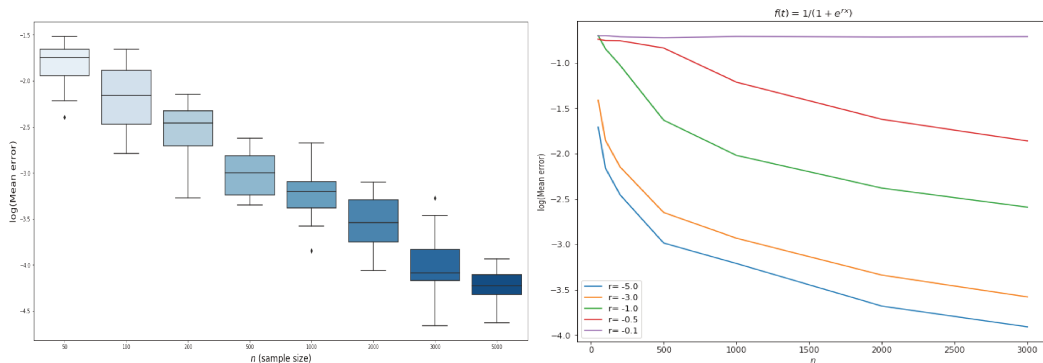 −1.5
−2.0
−2.5
−3.0
−3.5
−4.0
−4.5
log(Mean error)
50
100
200
500
1000
2000
3000
5000
n (sample size)
f(t) = 1/(1 + e^{rx})
−1.0
−1.5
−2.0
−2.5
−3.0
−3.5
−4.0
log(Mean error)
r= -5.0
r= -3.0
r= -1.0
r= -0.5
r= -0.1
0
500
1000
1500
2000
2500
3000
n